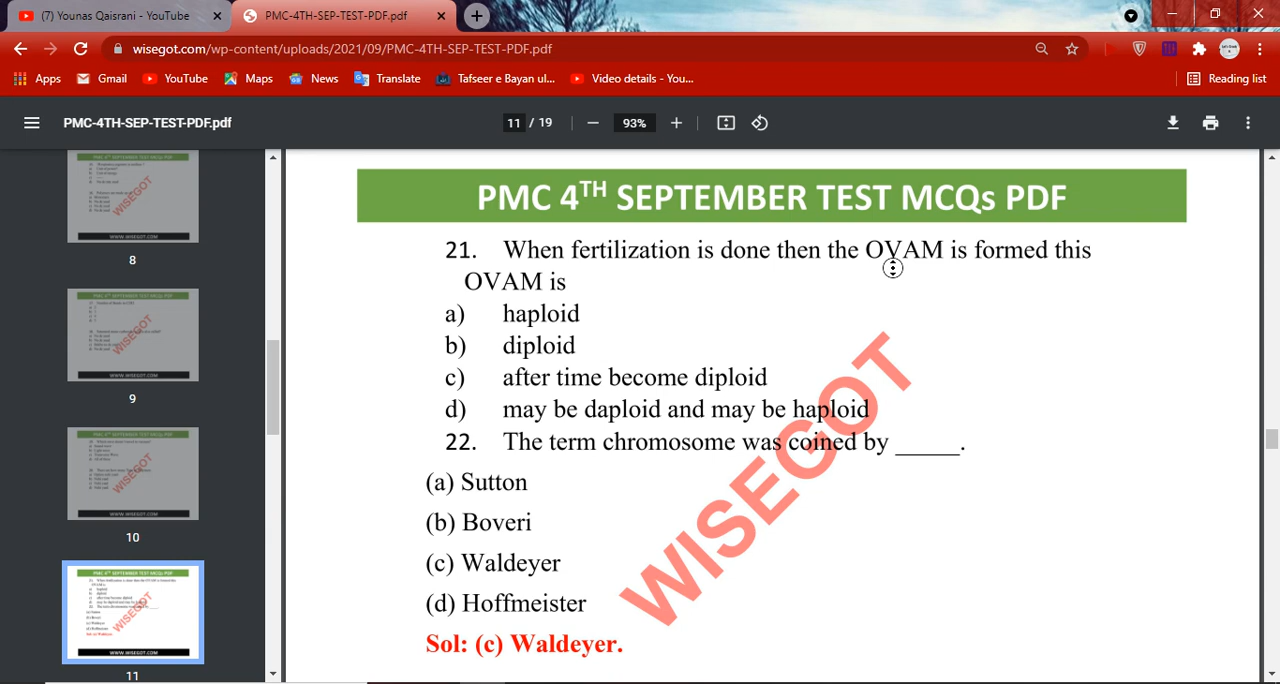 (7) Younas Qaisrani - YouTube
PMC-4TH-SEP-TEST-PDF.pdf
wisegot.com/wp-content/uploads/2021/09/PMC-4TH-SEP-TEST-PDF.pdf
Apps Gmail YouTube Maps News Translate Tafseer e Bayan ul... Video details - You... Reading list
PMC-4TH-SEP-TEST-PDF.pdf 11 / 19 93%
8
9
10
11
PMC 4TH SEPTEMBER TEST MCQs PDF
21. When fertilization is done then the OVAM is formed this
OVAM is
a) haploid
b) diploid
c) after time become diploid
d) may be daploid and may be haploid
22. The term chromosome was coined by _____.
(a) Sutton
(b) Boveri
(c) Waldeyer
(d) Hoffmeister
Sol: (c) Waldeyer.
WISEGOT